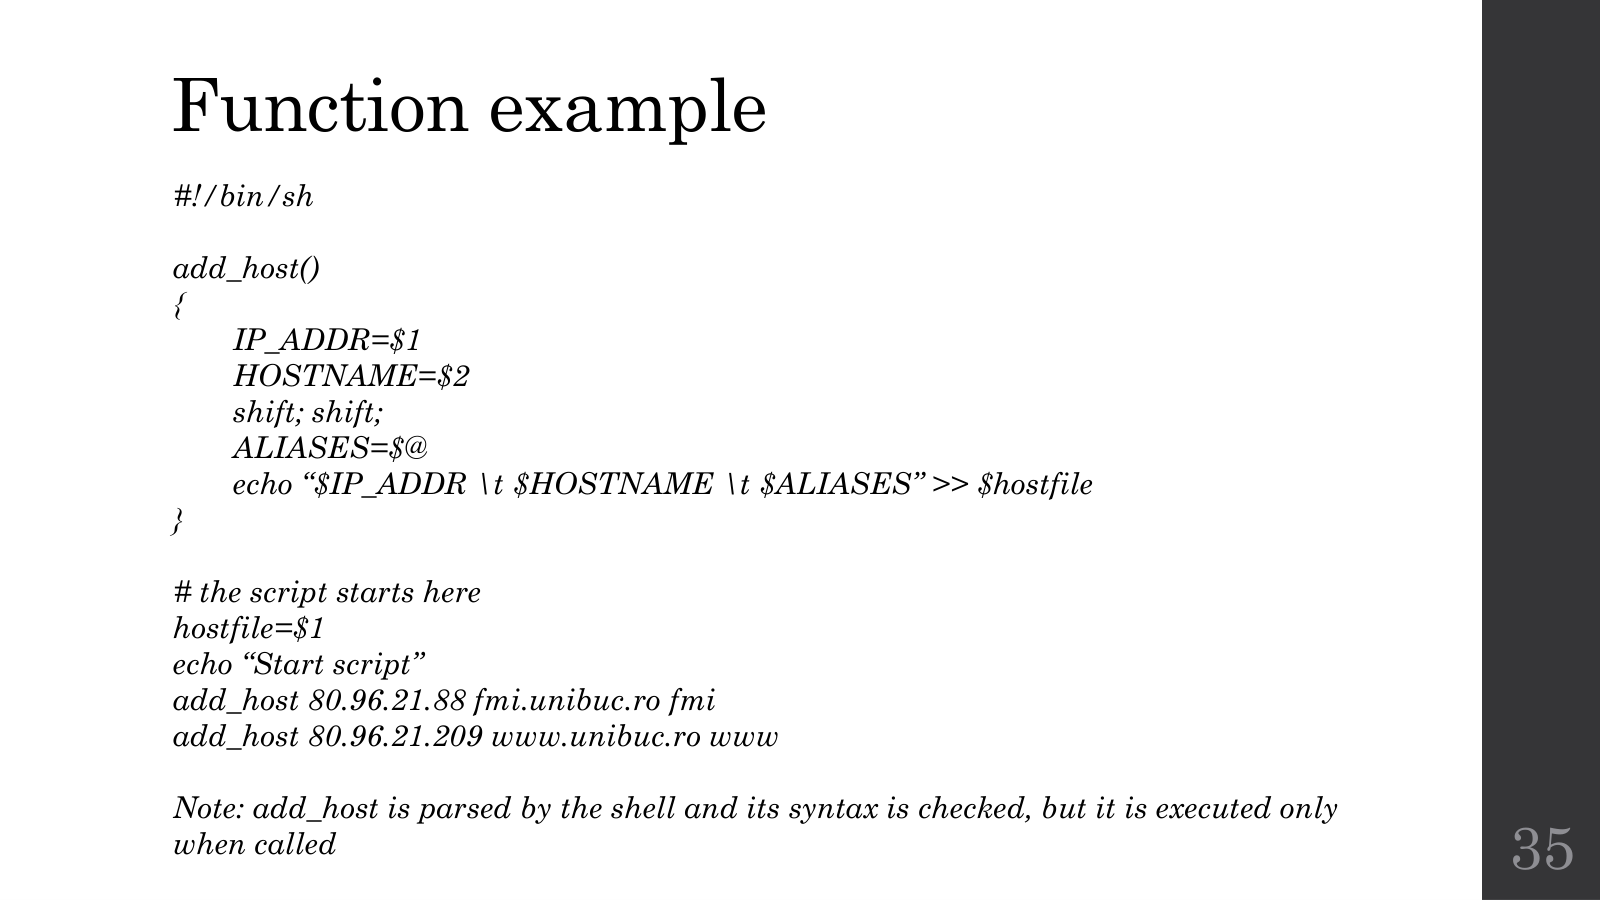 Function example
#!/bin/sh
add_host()
{
IP_ADDR=$1
HOSTNAME=$2
shift; shift;
ALIASES=$@
echo “$IP_ADDR \t $HOSTNAME \t $ALIASES” >> $hostfile
}
# the script starts here
hostfile=$1
echo “Start script”
add_host 80.96.21.88 fmi.unibuc.ro fmi
add_host 80.96.21.209 www.unibuc.ro www
Note: add_host is parsed by the shell and its syntax is checked, but it is executed only
when called
35